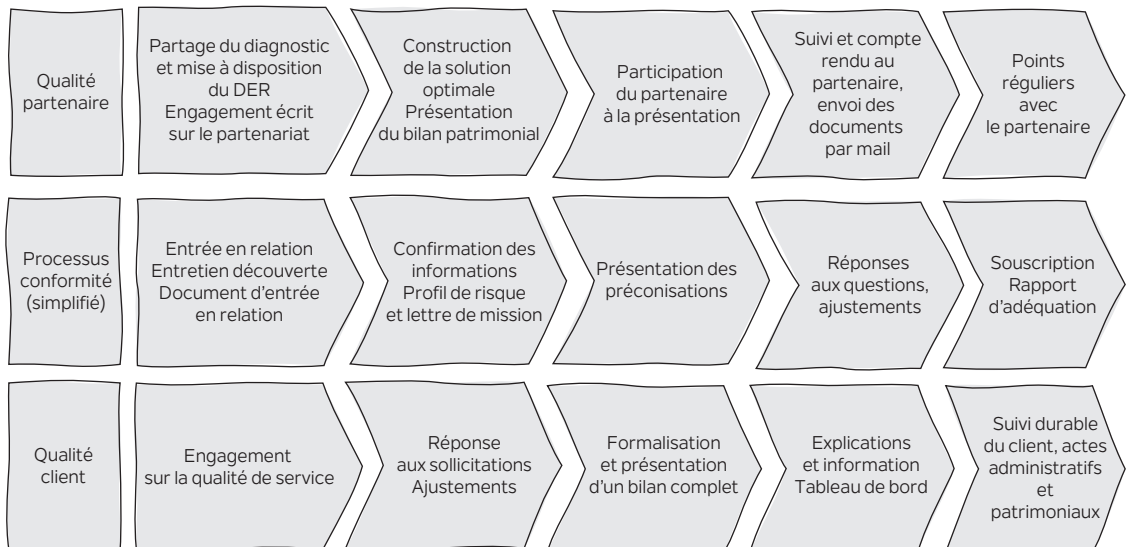 Qualité
partenaire
Partage du diagnostic
et mise à disposition
du DER
Engagement écrit
sur le partenariat
Construction
de la solution
optimale
Présentation
du bilan patrimonial
Participation
du partenaire
à la présentation
Suivi et compte
rendu au
partenaire,
envoi des
documents
par mail
Points
réguliers
avec
le partenaire
Processus
conformité
(simplifié)
Entrée en relation
Entretien découverte
Document d'entrée
en relation
Confirmation des
informations
Profil de risque
et lettre de mission
Présentation des
préconisations
Réponses
aux questions,
ajustements
Souscription
Rapport
d'adéquation
Qualité
client
Engagement
sur la qualité de service
Réponse
aux sollicitations
Ajustements
Formalisation
et présentation
d'un bilan complet
Explications
et information
Tableau de bord
Suivi durable
du client, actes
administratifs
et
patrimoniaux